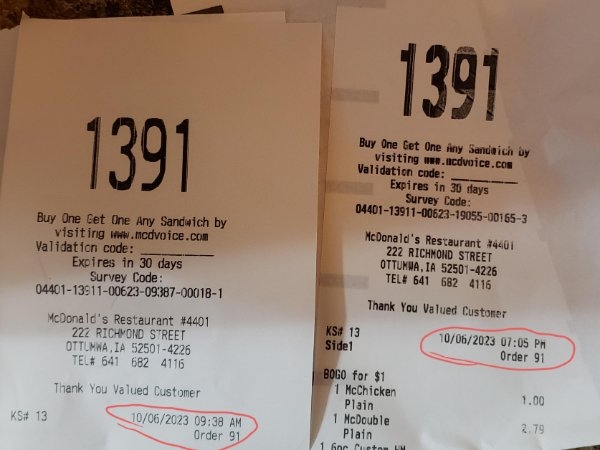 1391
Buy One Get One Any Sandwich by
visiting www.mcdvoice.com
Validation code:
Expires in 30 days
Survey Code:
04401-13911-00623-09387-00018-1
McDonald's Restaurant #4401
222 RICHMOND STREET
OTTUMWA,IA 52501-4226
TEL# 641 682 4116
Thank You Valued Customer
KS# 13
10/06/2023 09:38 AM
Order 91
1391
Buy One Get One Any Sandwich by
visiting www.mcdvoice.com
Validation code:
Expires in 30 days
Survey Code:
04401-13911-00623-19055-00165-3
McDonald's Restaurant #4401
222 RICHMOND STREET
OTTUMWA,IA 52501-4226
TEL# 641 682 4116
Thank You Valued Customer
KS# 13
10/06/2023 07:05 PM
Side1
Order 91
BOGO for $1
1 McChicken 1.00
Plain
1 McDouble 2.79
Plain